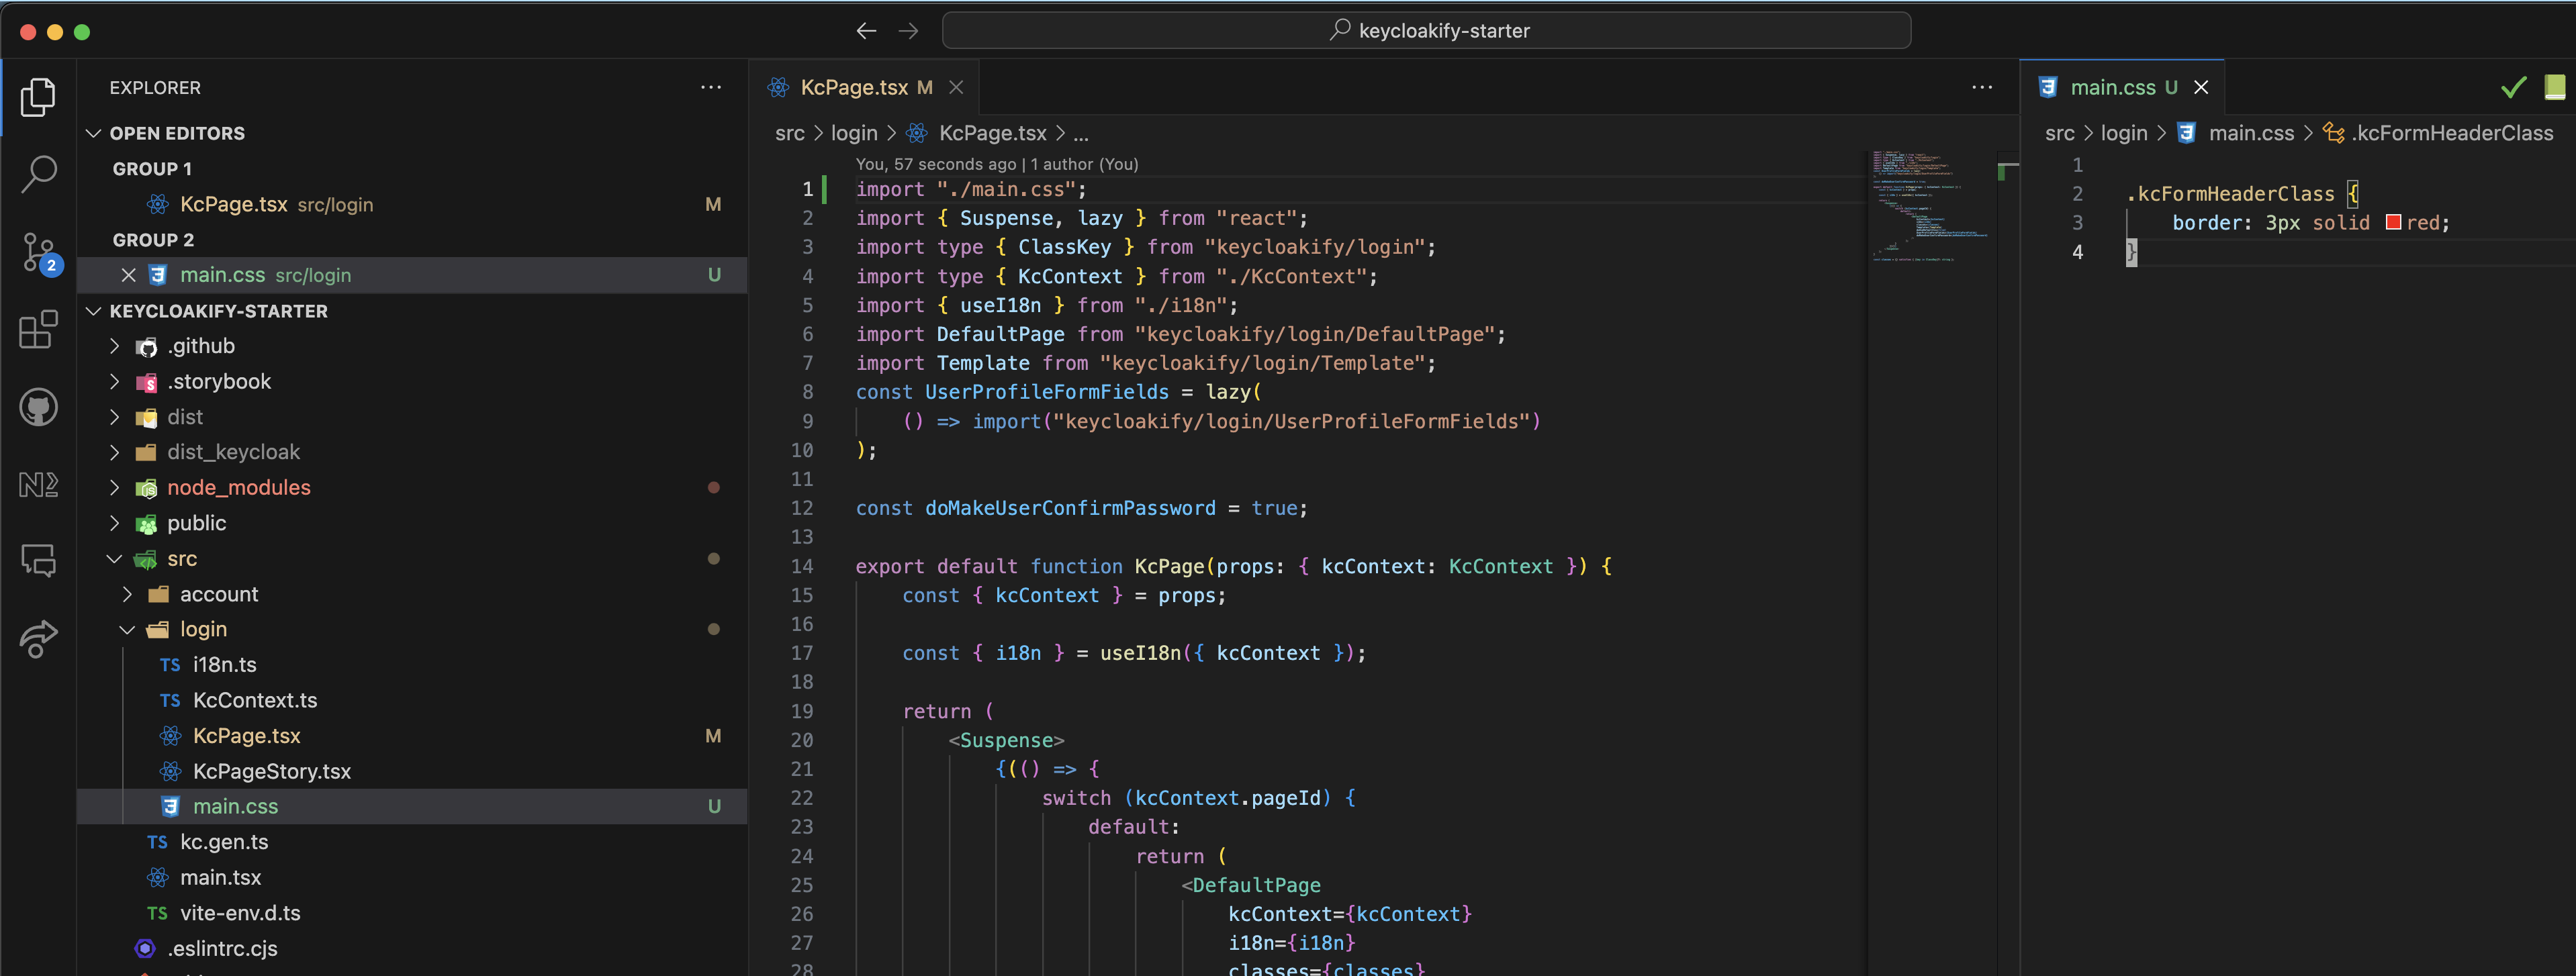 keycloakify-starter
EXPLORER
OPEN EDITORS
GROUP 1
KcPage.tsx src/login M
GROUP 2
main.css src/login U
KEYCLOAKIFY-STARTER
.github
.storybook
dist
dist_keycloak
node_modules
public
src
account
login
TS i18n.ts
TS KcContext.ts
KcPage.tsx M
KcPageStory.tsx
main.css U
TS kc.gen.ts
main.tsx
TS vite-env.d.ts
.eslintrc.cjs
2
KcPage.tsx M
src > login > KcPage.tsx > ...
You, 57 seconds ago | 1 author (You)
1 import "./main.css";
2 import { Suspense, lazy } from "react";
3 import type { ClassKey } from "keycloakify/login";
4 import type { KcContext } from "./KcContext";
5 import { useI18n } from "./i18n";
6 import DefaultPage from "keycloakify/login/DefaultPage";
7 import Template from "keycloakify/login/Template";
8 const UserProfileFormFields = lazy(
9 () => import("keycloakify/login/UserProfileFormFields")
10 );
11
12 const doMakeUserConfirmPassword = true;
13
14 export default function KcPage(props: { kcContext: KcContext }) {
15 const { kcContext } = props;
16
17 const { i18n } = useI18n({ kcContext });
18
19 return (
20 <Suspense>
21 {(() => {
22 switch (kcContext.pageId) {
23 default:
24 return (
25 <DefaultPage
26 kcContext={kcContext}
27 i18n={i18n}
28 classes={classes}
main.css U
src > login > main.css > .kcFormHeaderClass
1
2 .kcFormHeaderClass {
3 border: 3px solid red;
4 }